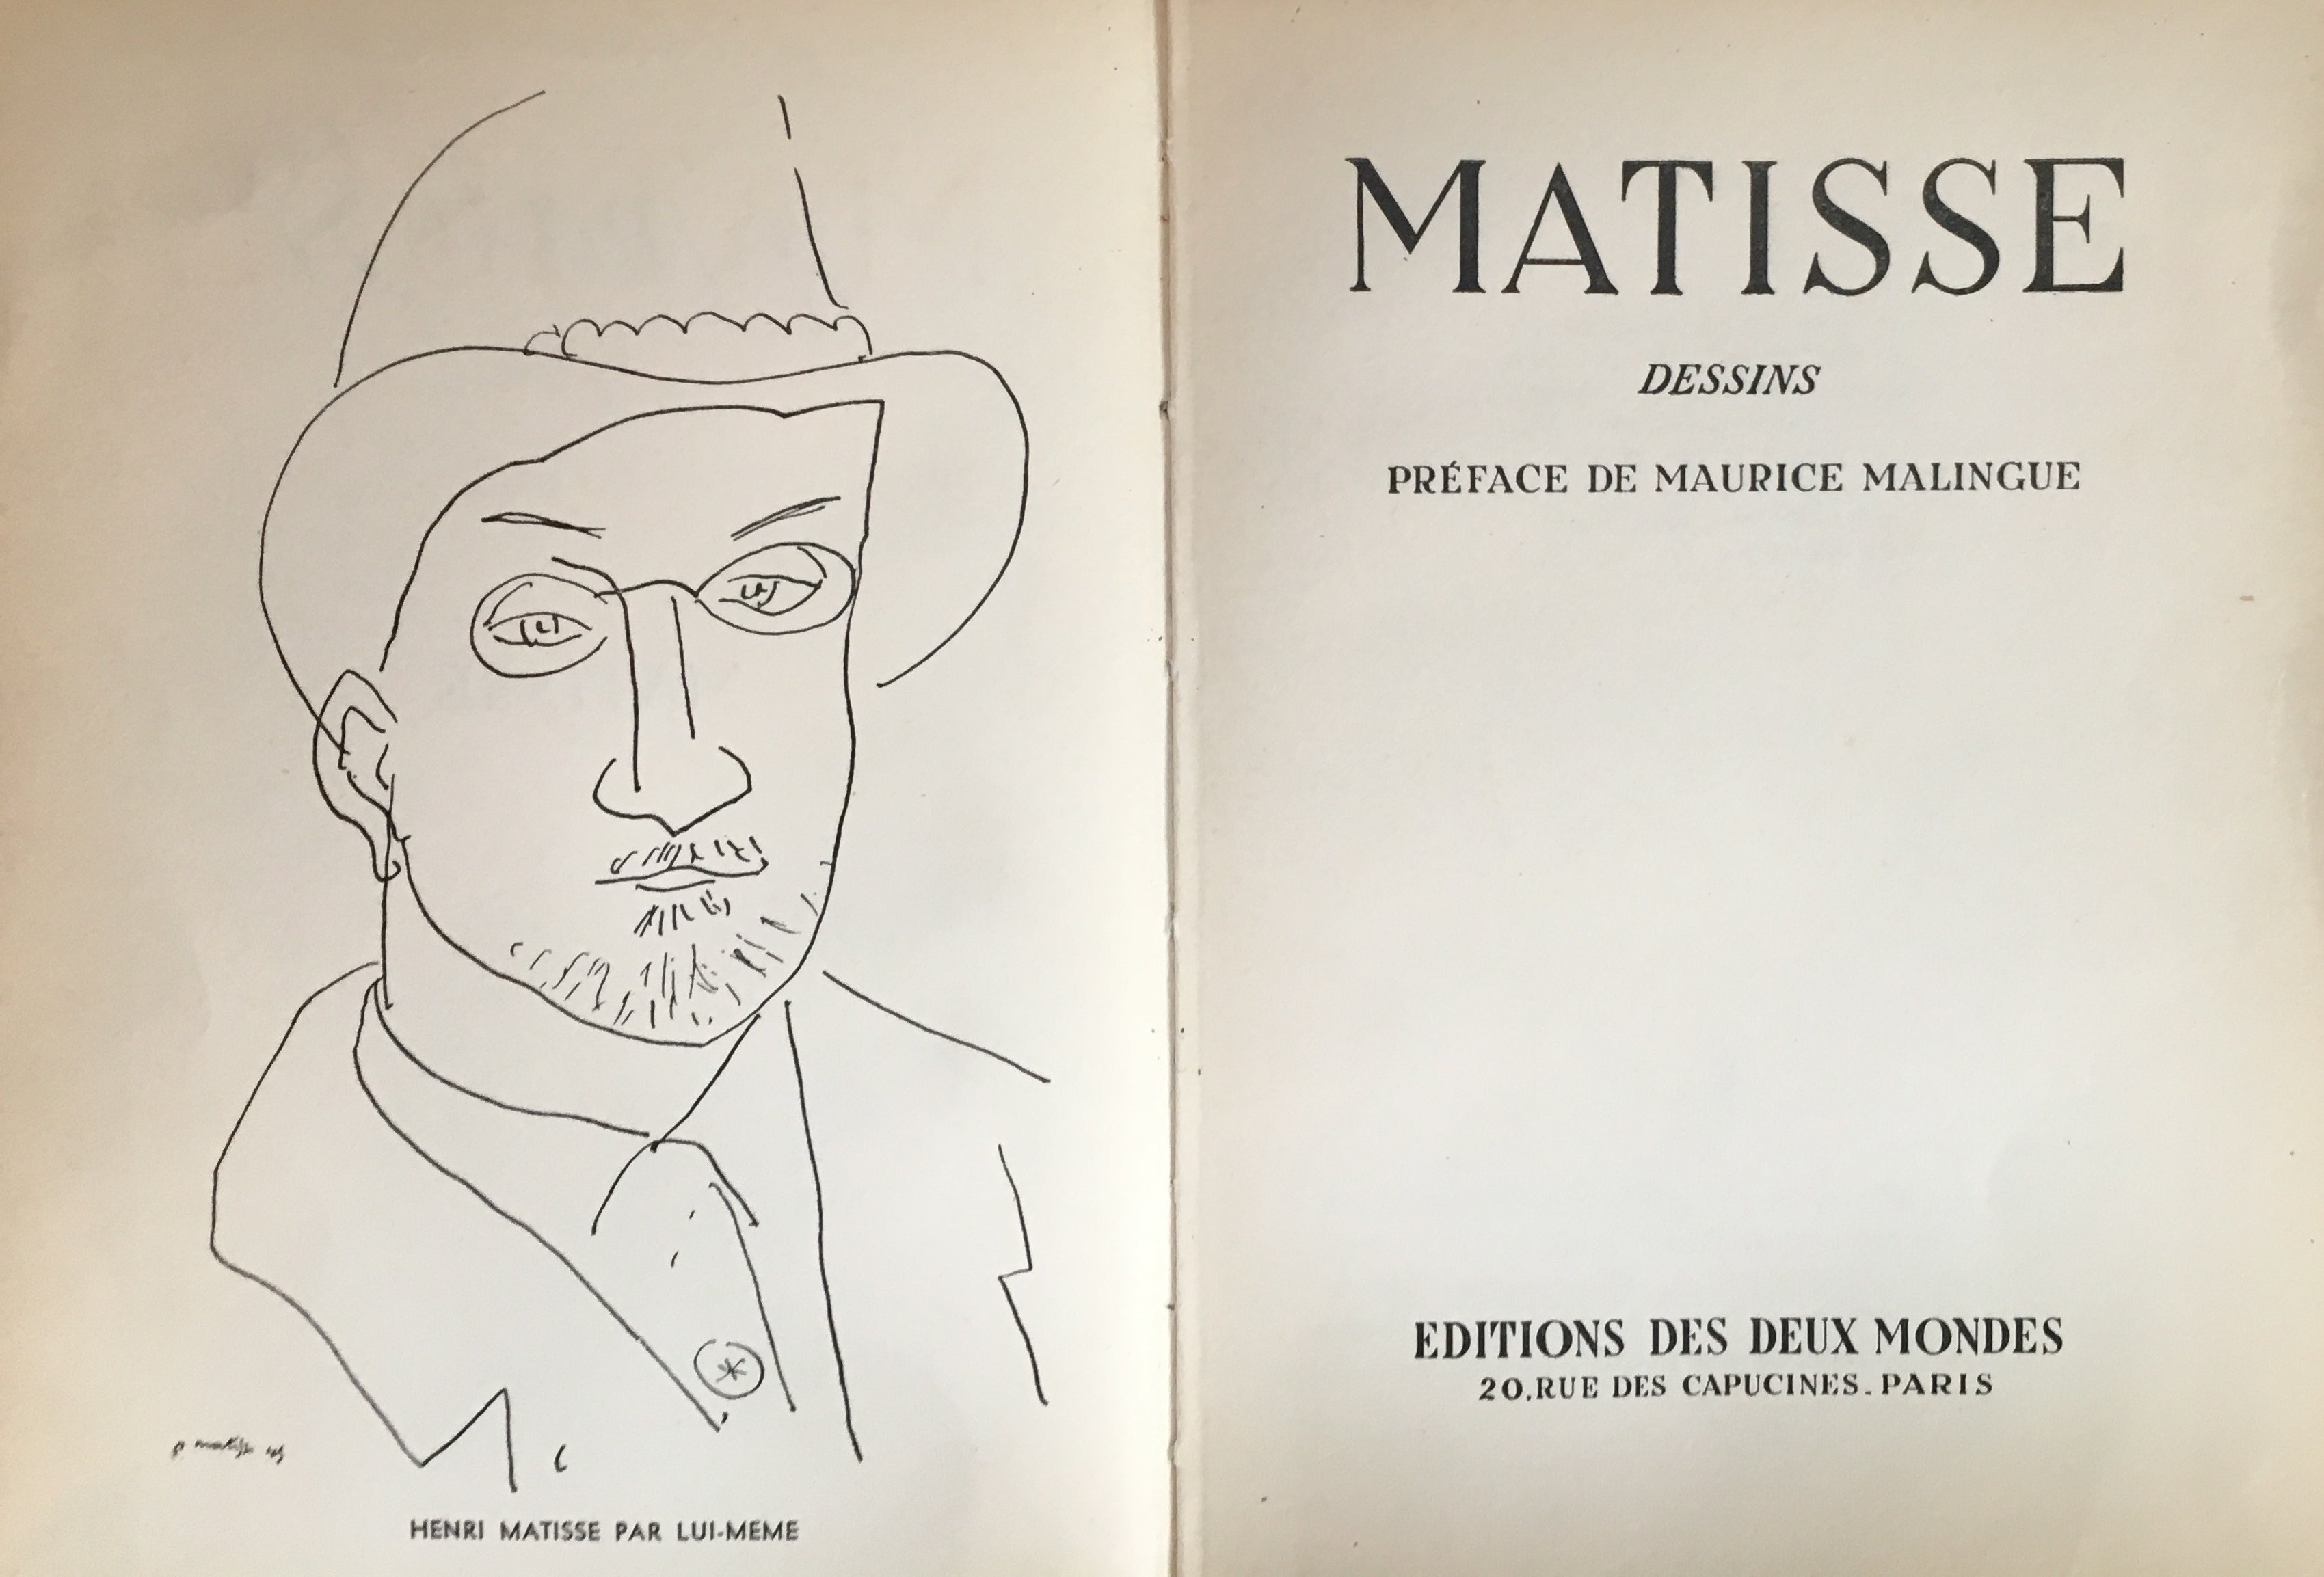 HENRI MATISSE PAR LUI-MEME
MATISSE
DESSINS
PRÉFACE DE MAURICE MALINGUE
EDITIONS DES DEUX MONDES
20.RUE DES CAPUCINES.PARIS